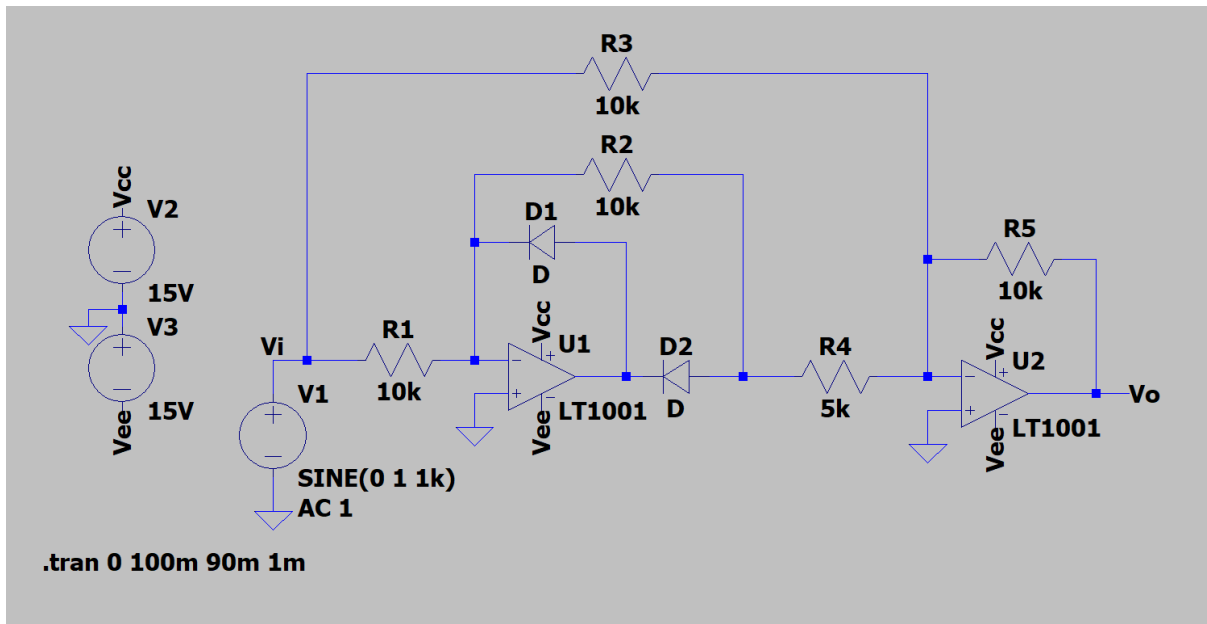 R3
10k
R2
10k
Vcc
V2
15V
V3
15V
Vee
D1
D
R5
10k
Vi
R1
10k
V1
SINE(0 1 1k)
AC 1
Vcc
U1
LT1001
Vee
D2
D
R4
5k
Vcc
U2
LT1001
Vee
Vo
.tran 0 100m 90m 1m